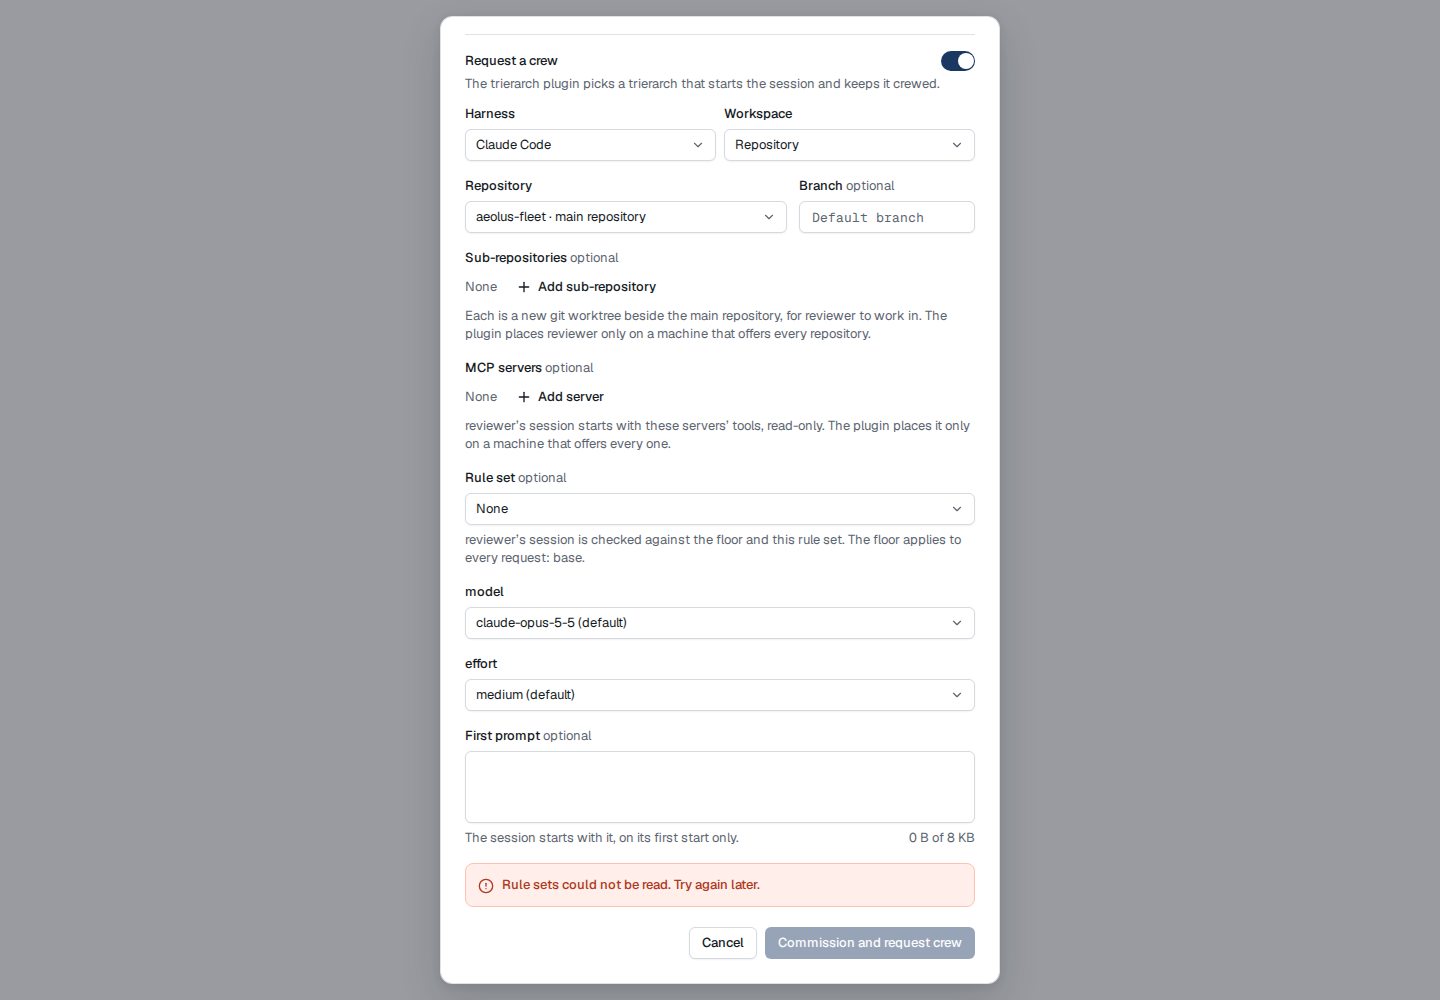 Request a crew
The trierarch plugin picks a trierarch that starts the session and keeps it crewed.
Harness
Workspace
Claude Code
Repository
Repository
Branch optional
aeolus-fleet · main repository
Default branch
Sub-repositories optional
None
Add sub-repository
Each is a new git worktree beside the main repository, for reviewer to work in. The
plugin places reviewer only on a machine that offers every repository.
MCP servers optional
None
Add server
reviewer's session starts with these servers' tools, read-only. The plugin places it only
on a machine that offers every one.
Rule set optional
None
reviewer's session is checked against the floor and this rule set. The floor applies to
every request: base.
model
claude-opus-5-5 (default)
effort
medium (default)
First prompt optional
The session starts with it, on its first start only.
0 B of 8 KB
Rule sets could not be read. Try again later.
Cancel
Commission and request crew